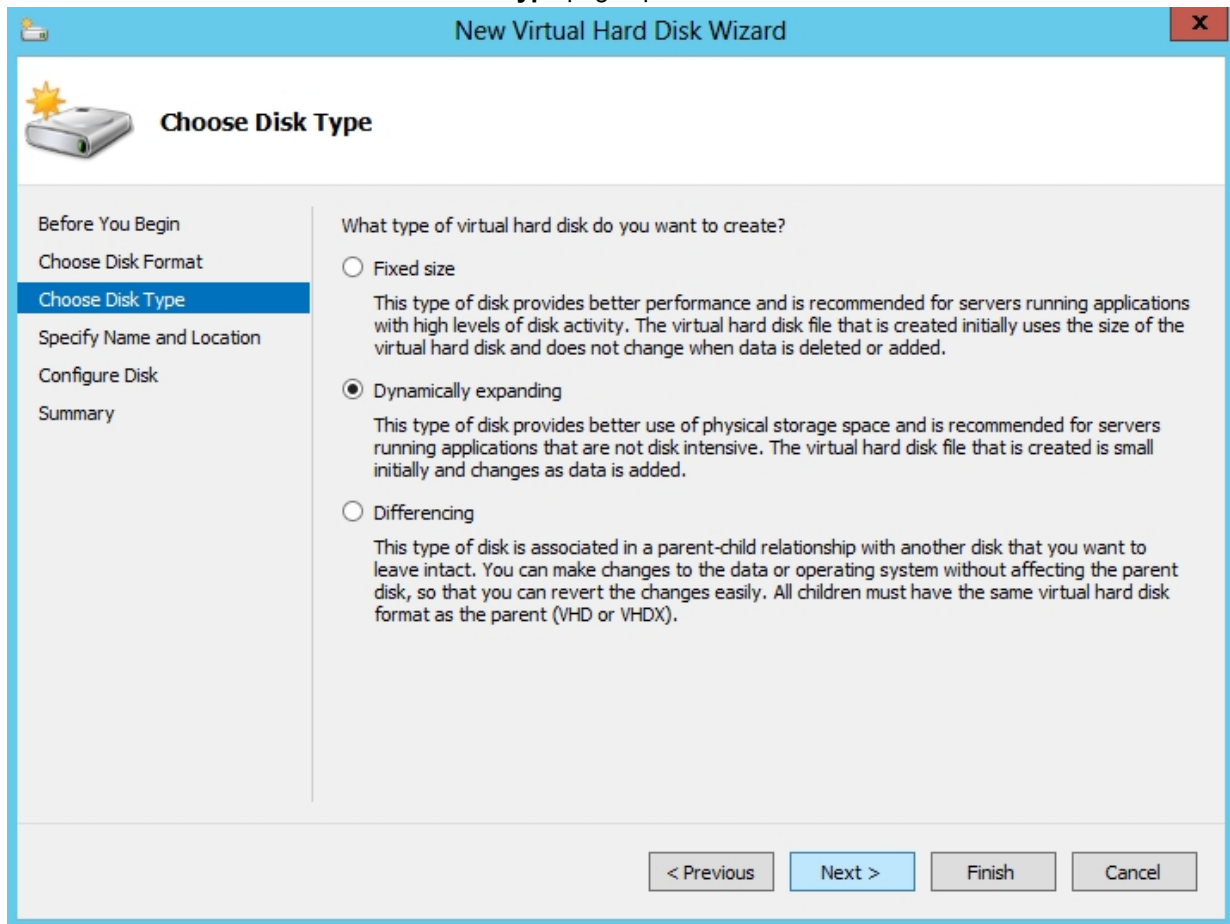 New Virtual Hard Disk Wizard
x
Choose Disk Type
Before You Begin
Choose Disk Format
Choose Disk Type
Specify Name and Location
Configure Disk
Summary
What type of virtual hard disk do you want to create?
Fixed size
This type of disk provides better performance and is recommended for servers running applications
with high levels of disk activity. The virtual hard disk file that is created initially uses the size of the
virtual hard disk and does not change when data is deleted or added.
Dynamically expanding
This type of disk provides better use of physical storage space and is recommended for servers
running applications that are not disk intensive. The virtual hard disk file that is created is small
initially and changes as data is added.
Differencing
This type of disk is associated in a parent-child relationship with another disk that you want to
leave intact. You can make changes to the data or operating system without affecting the parent
disk, so that you can revert the changes easily. All children must have the same virtual hard disk
format as the parent (VHD or VHDX).
< Previous
Next >
Finish
Cancel